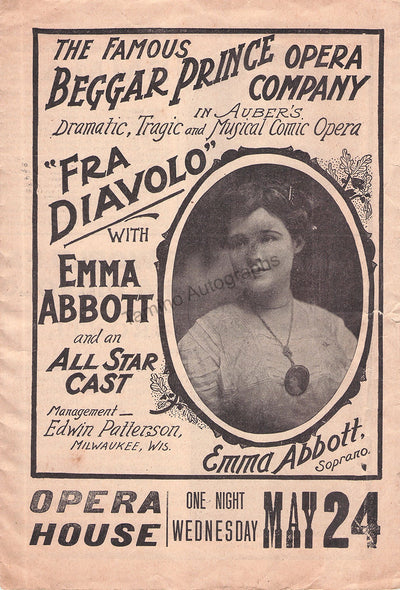 THE FAMOUS
BEGGAR PRINCE OPERA
COMPANY
IN AUBER'S
Dramatic, Tragic and Musical Comic Opera
"FRA
DIAVOLO"
WITH
EMMA
ABBOTT
and an
ALL STAR
CAST
Management—
Edwin Patterson,
MILWAUKEE, WIS.
Tamino Autographs
Emma Abbott,
Soprano.
OPERA HOUSE
ONE NIGHT
WEDNESDAY
MAY 24